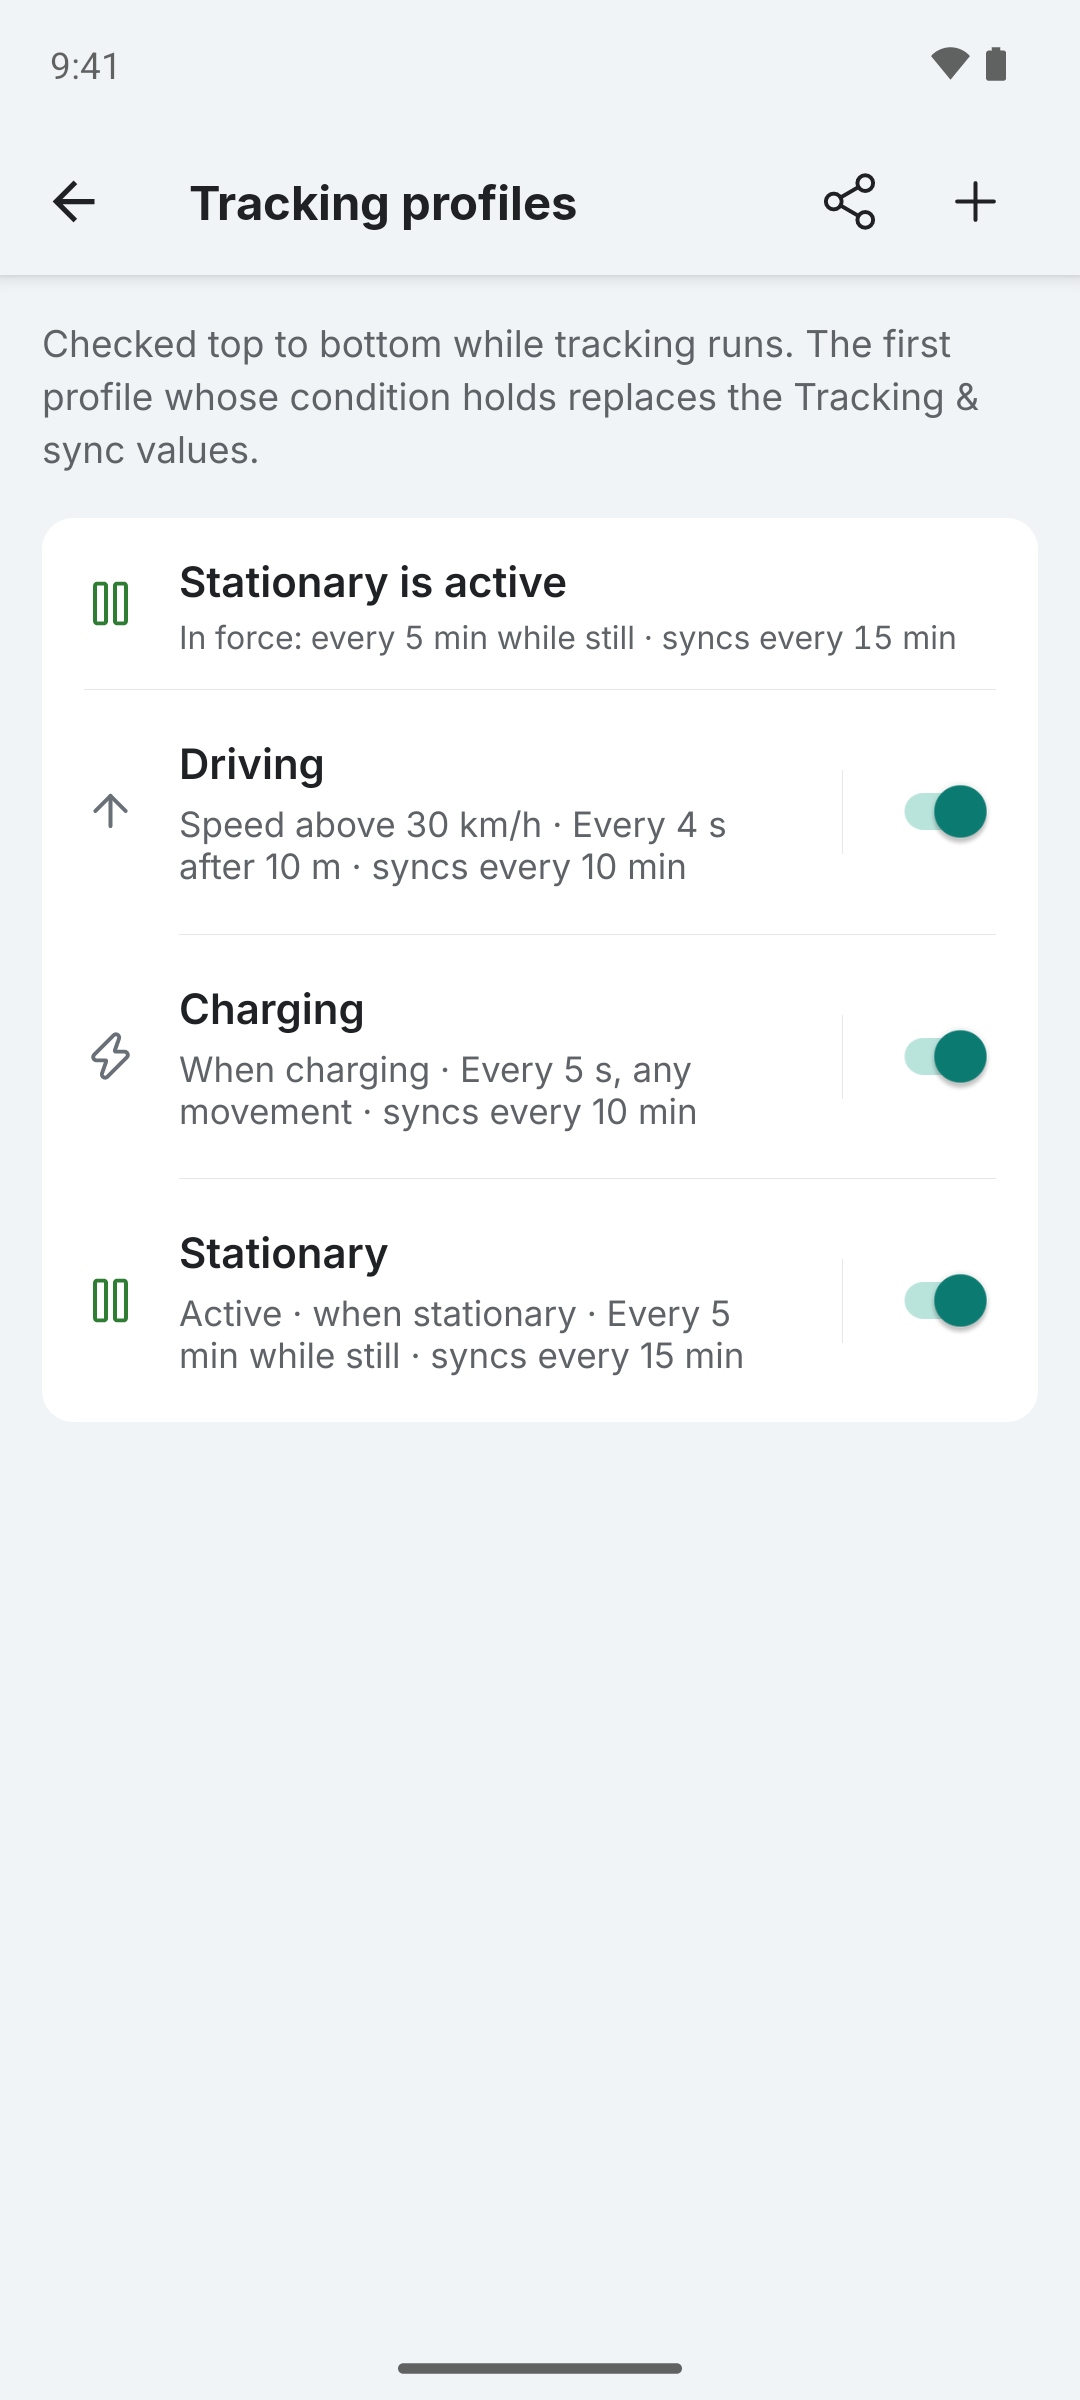 9:41
Tracking profiles
Checked top to bottom while tracking runs. The first
profile whose condition holds replaces the Tracking &
sync values.
Stationary is active
In force: every 5 min while still · syncs every 15 min
Driving
Speed above 30 km/h · Every 4 s
after 10 m · syncs every 10 min
Charging
When charging · Every 5 s, any
movement · syncs every 10 min
Stationary
Active · when stationary · Every 5
min while still · syncs every 15 min